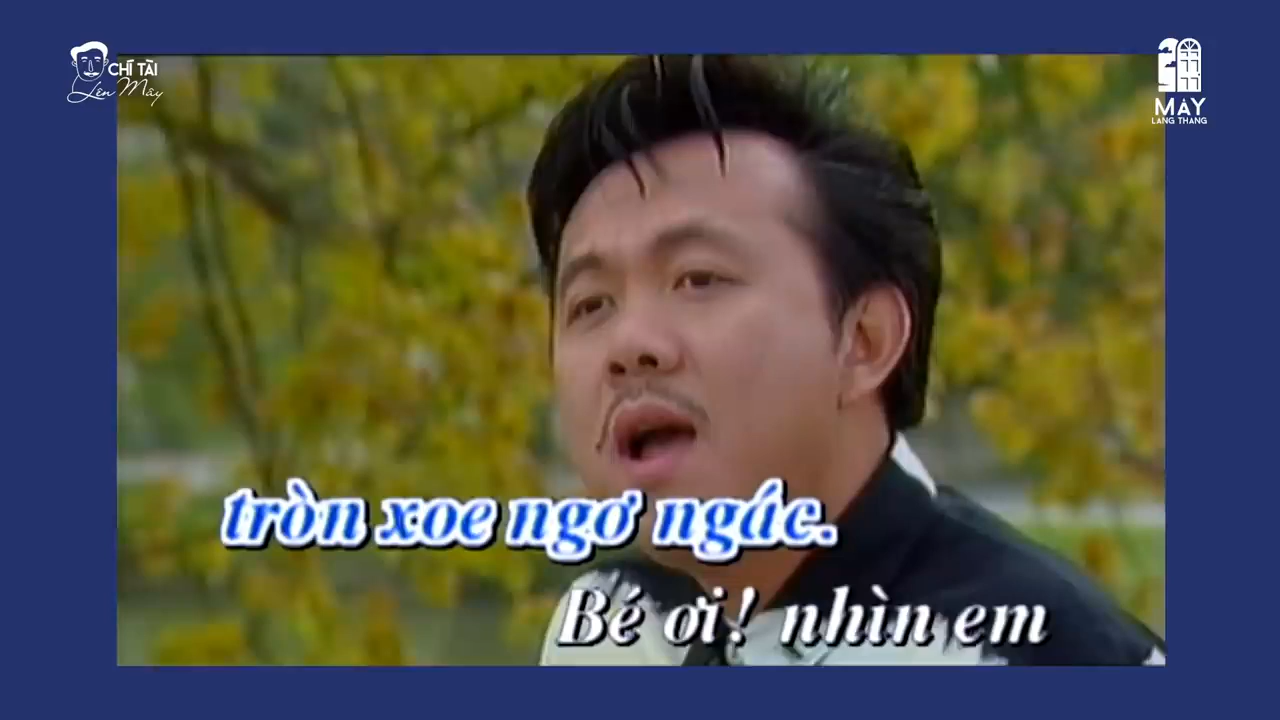 CHÍ TÀI
Lên Mây
MÂY
LANG THANG
tròn xoe ngơ ngác.
Bé ơi! nhìn em